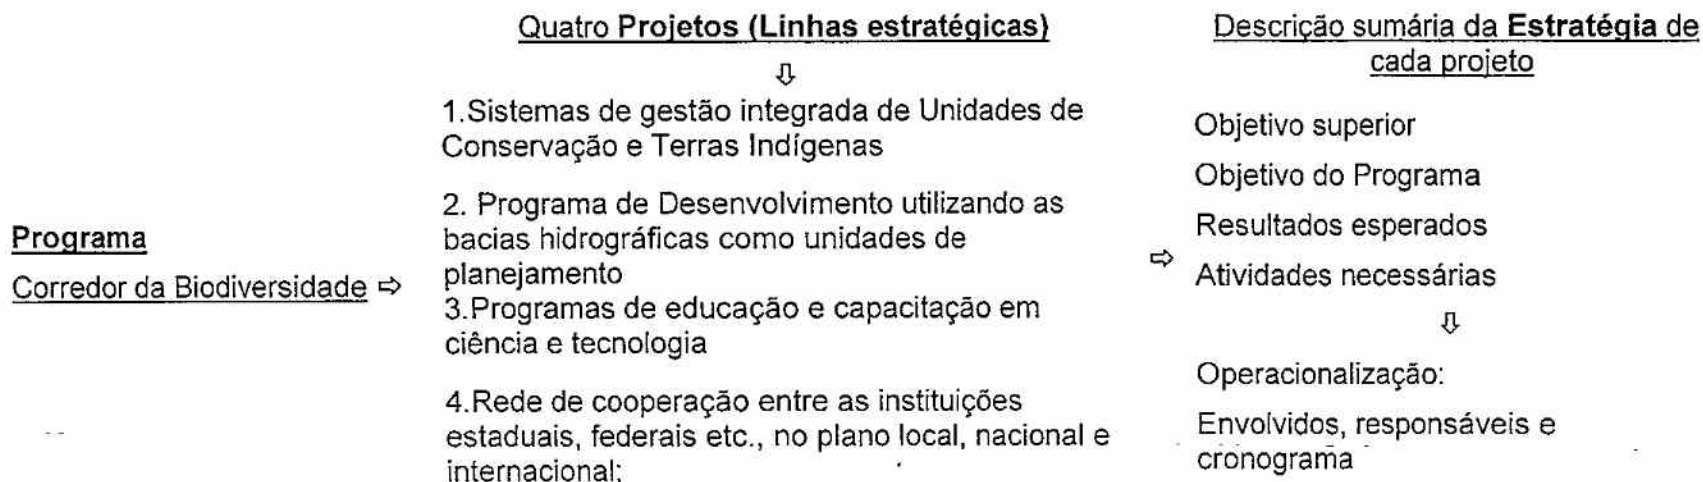 Quatro Projetos (Linhas estratégicas)
⇩
1.Sistemas de gestão integrada de Unidades de
Conservação e Terras Indígenas
2. Programa de Desenvolvimento utilizando as
bacias hidrográficas como unidades de
planejamento
3.Programas de educação e capacitação em
ciência e tecnologia
4.Rede de cooperação entre as instituições
estaduais, federais etc., no plano local, nacional e
internacional;
Programa
Corredor da Biodiversidade ⇨
Descrição sumária da Estratégia de
cada projeto
Objetivo superior
Objetivo do Programa
Resultados esperados
⇨
Atividades necessárias
⇩
Operacionalização:
Envolvidos, responsáveis e
cronograma